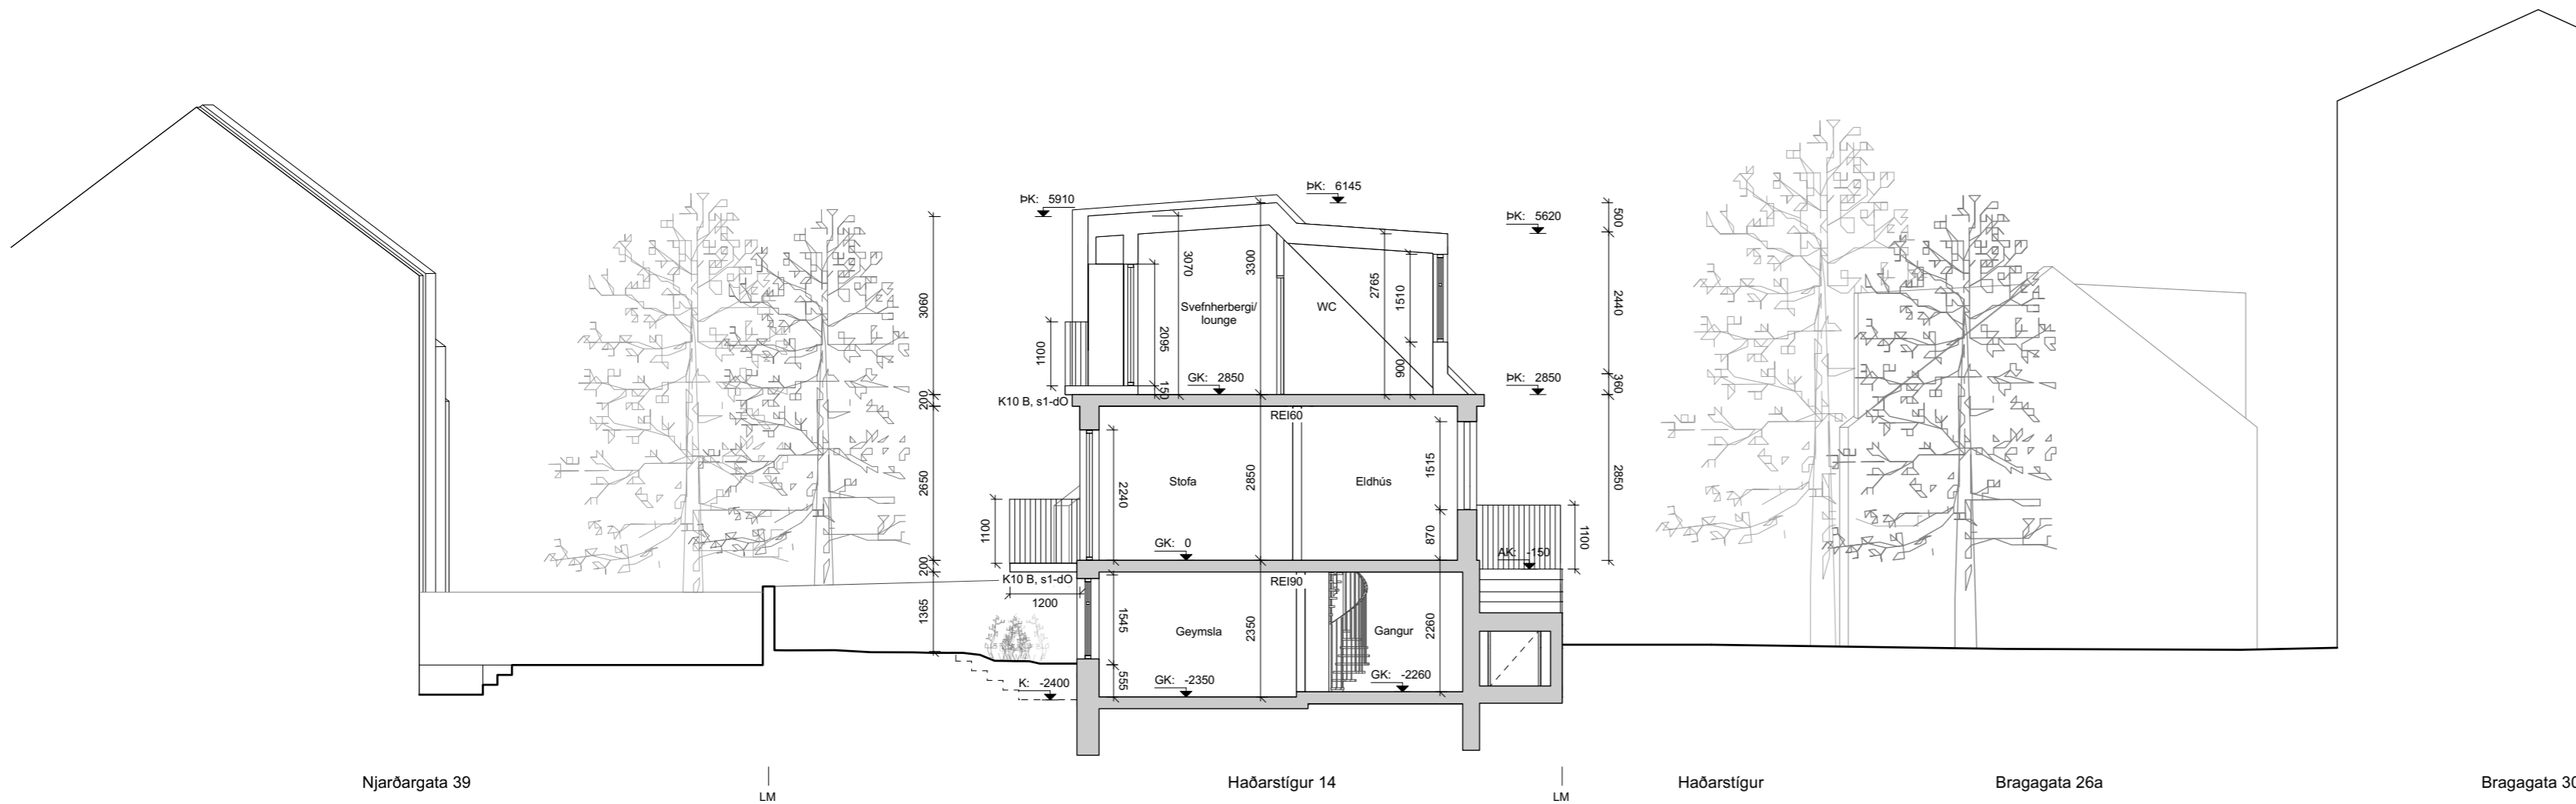 ÞK: 5910
ÞK: 6145
ÞK: 5620
500
3060
3070
3300
2765
1510
2440
Svefnherbergi/
lounge
WC
1100
2095
150
900
360
GK: 2850
ÞK: 2850
K10 B, s1-dO
200
REI60
2650
2240
Stofa
2850
Eldhús
1515
2850
1100
870
1100
GK: 0
AK: -150
200
K10 B, s1-dO
REI90
1200
1365
1545
Geymsla
2350
Gangur
2260
555
K: -2400
GK: -2350
GK: -2260
Njarðargata 39
LM
Haðarstígur 14
LM
Haðarstígur
Bragagata 26a
Bragagata 30